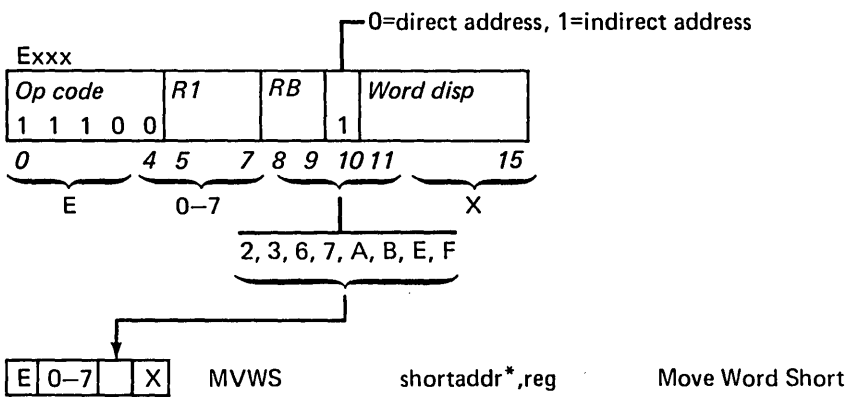 0=direct address, 1=indirect address
Exxx
Op code R1 RB Word disp
1 1 1 0 0 1
0 4 5 7 8 9 10 11 15
E 0–7 X
2, 3, 6, 7, A, B, E, F
E 0–7 X MVWS shortaddr*,reg Move Word Short